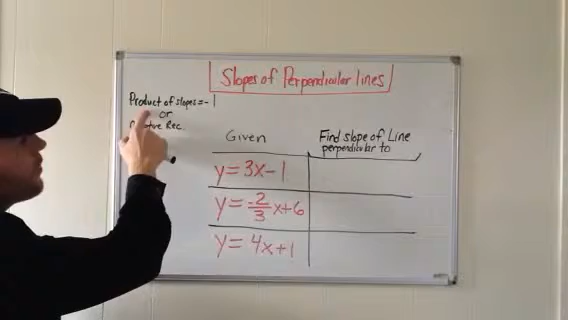 Slopes of Perpendicular lines
Product of slopes = -1
or
Rec.
Given
Find slope of Line
perpendicular to
y = 3x - 1
y = -2/3 x + 6
y = 4x + 1